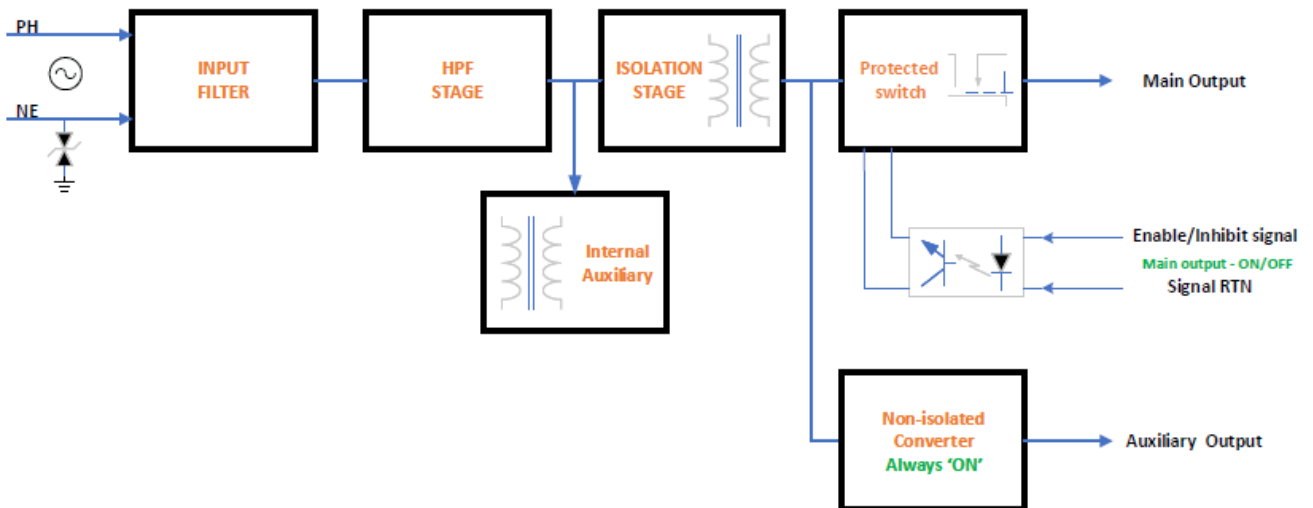 PH
NE
INPUT
FILTER
HPF
STAGE
ISOLATION
STAGE
Protected
switch
Main Output
Internal
Auxiliary
Enable/Inhibit signal
Main output - ON/OFF
Signal RTN
Non-isolated
Converter
Always ‘ON’
Auxiliary Output